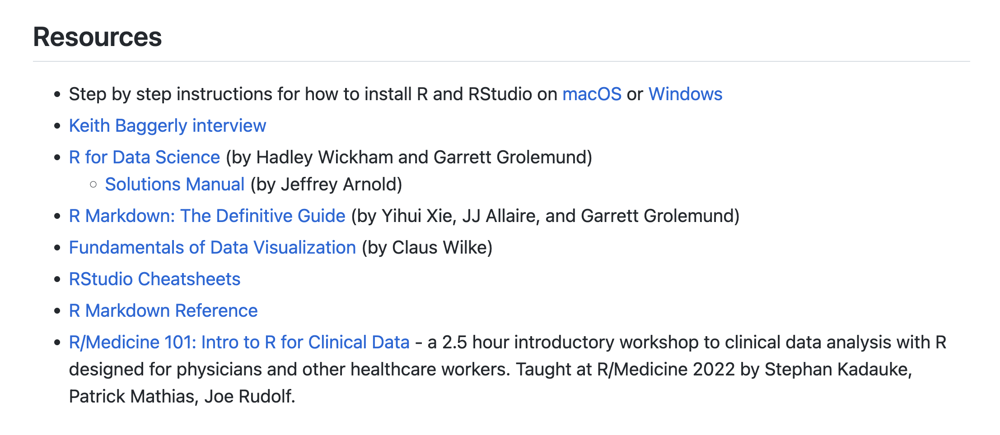 Resources
• Step by step instructions for how to install R and RStudio on macOS or Windows
• Keith Baggerly interview
• R for Data Science (by Hadley Wickham and Garrett Grolemund)
◦ Solutions Manual (by Jeffrey Arnold)
• R Markdown: The Definitive Guide (by Yihui Xie, JJ Allaire, and Garrett Grolemund)
• Fundamentals of Data Visualization (by Claus Wilke)
• RStudio Cheatsheets
• R Markdown Reference
• R/Medicine 101: Intro to R for Clinical Data - a 2.5 hour introductory workshop to clinical data analysis with R
designed for physicians and other healthcare workers. Taught at R/Medicine 2022 by Stephan Kadauke,
Patrick Mathias, Joe Rudolf.